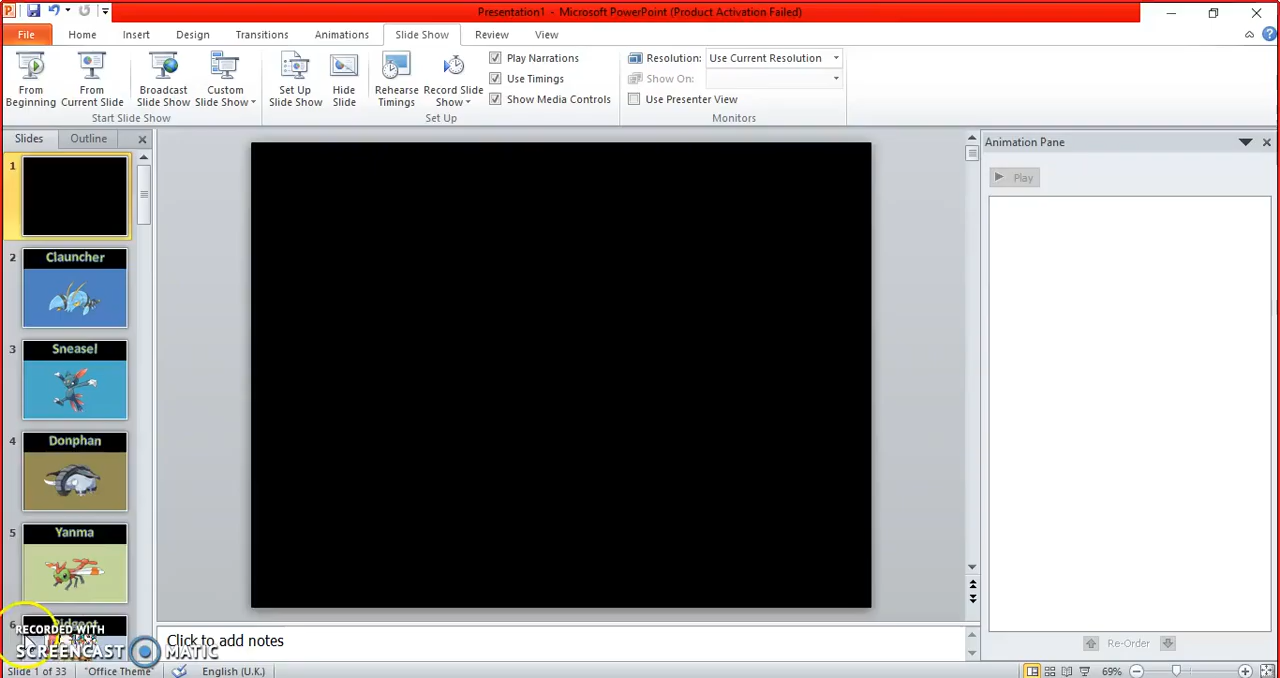 Presentation1 - Microsoft PowerPoint (Product Activation Failed)
File Home Insert Design Transitions Animations Slide Show Review View
From Beginning
From Current Slide
Broadcast Slide Show
Custom Slide Show
Start Slide Show
Set Up Slide Show
Hide Slide
Rehearse Timings
Record Slide Show
Play Narrations
Use Timings
Show Media Controls
Set Up
Resolution: Use Current Resolution
Show On:
Use Presenter View
Monitors
Slides Outline
Animation Pane
Play
1
2
Clauncher
3
Sneasel
4
Donphan
5
Yanma
6
Pidgeot
RECORDED WITH
SCREENCAST MATIC
Click to add notes
Re-Order
Slide 1 of 33 "Office Theme" English (U.K.) 69%